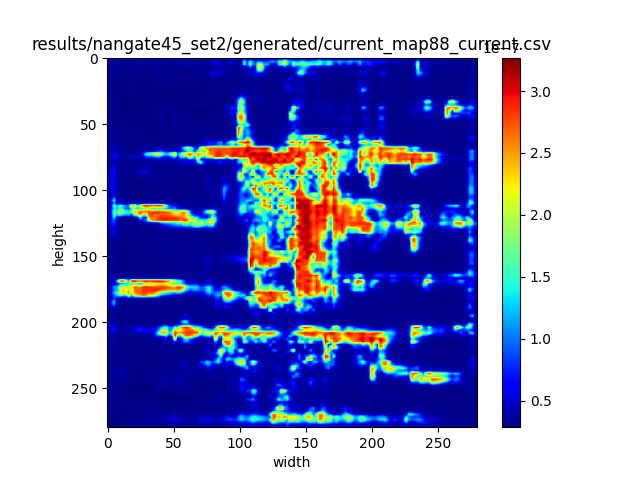 results/nangate45_set2/generated/current_map88_current.csv
1e−7
0
50
100
150
200
250
height
0 50 100 150 200 250
width
3.0
2.5
2.0
1.5
1.0
0.5